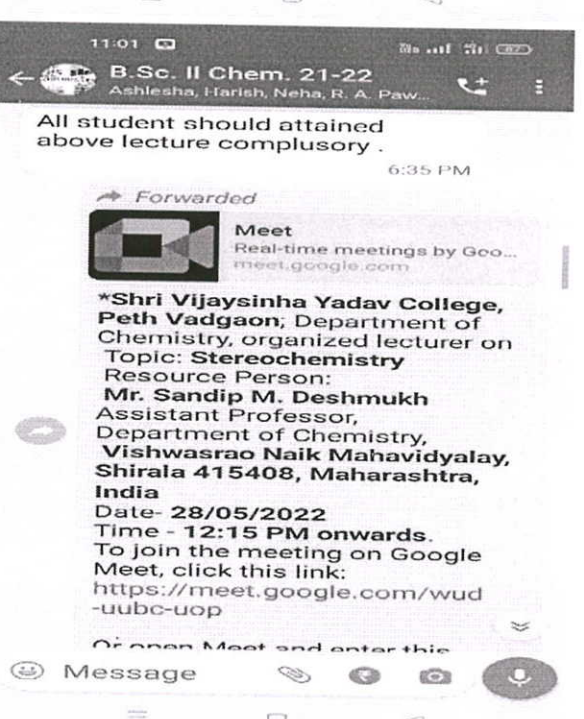 11:01
B.Sc. II Chem. 21-22
Ashlesha, Harish, Neha, R. A. Paw...
All student should attained
above lecture complusory .
6:35 PM
Forwarded
Meet
Real-time meetings by Goo...
meet.google.com
*Shri Vijaysinha Yadav College,
Peth Vadgaon; Department of
Chemistry, organized lecturer on
Topic: Stereochemistry
Resource Person:
Mr. Sandip M. Deshmukh
Assistant Professor,
Department of Chemistry,
Vishwasrao Naik Mahavidyalay,
Shirala 415408, Maharashtra,
India
Date- 28/05/2022
Time - 12:15 PM onwards.
To join the meeting on Google
Meet, click this link:
https://meet.google.com/wud
-uubc-uop
Or open Meet and enter this
Message